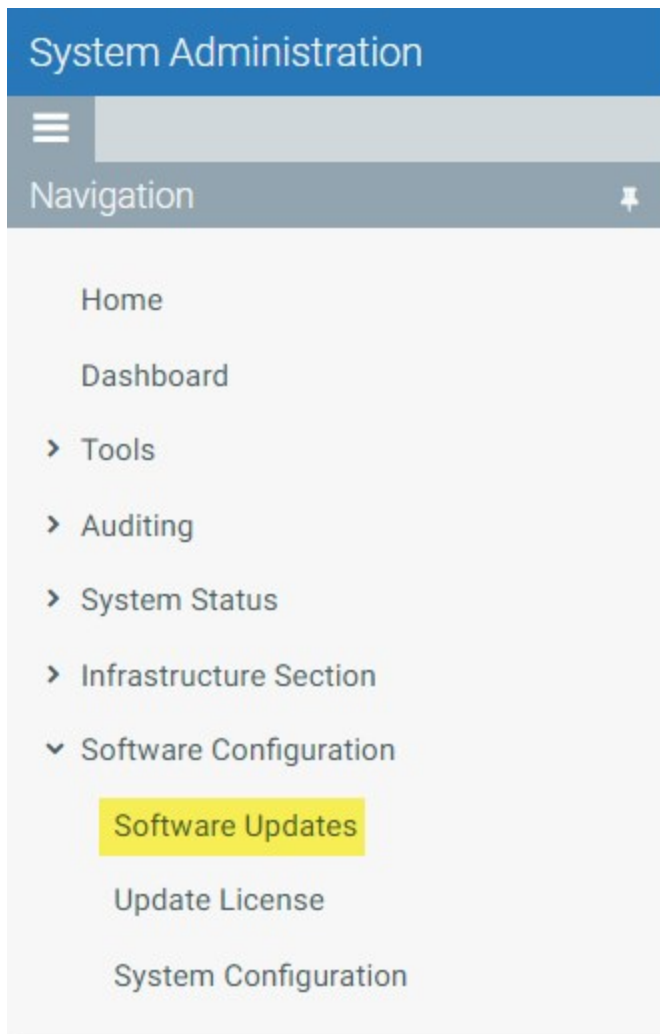 System Administration
Navigation
Home
Dashboard
Tools
Auditing
System Status
Infrastructure Section
Software Configuration
Software Updates
Update License
System Configuration